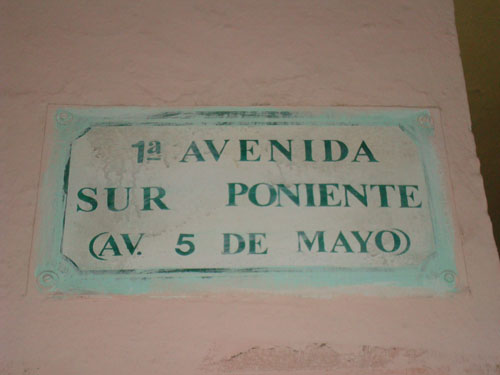 1ª AVENIDA
SUR PONIENTE
(AV. 5 DE MAYO)